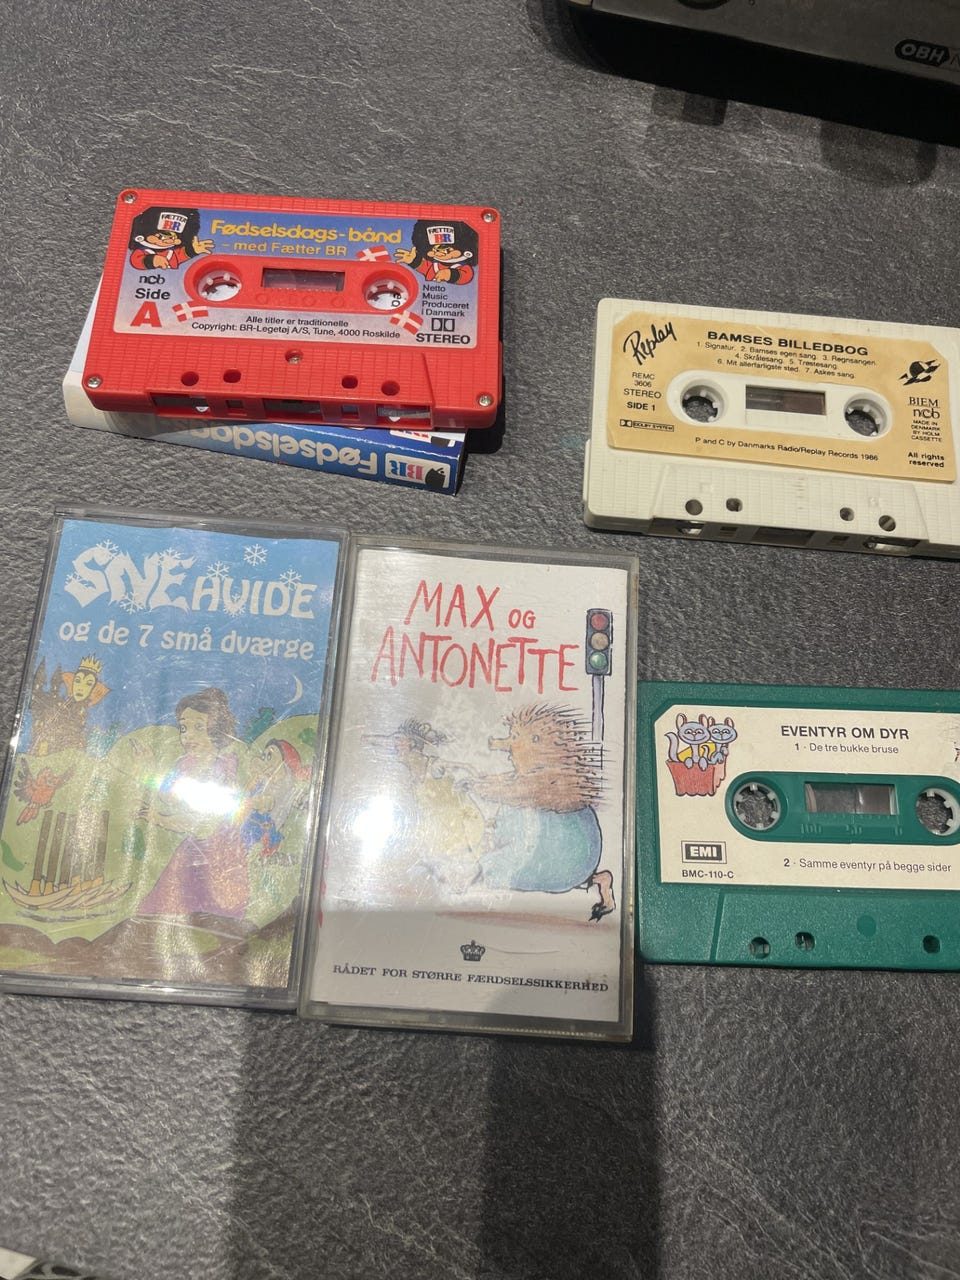 OBH
FÆTTER
BR
Fødselsdags-bånd
- med Fætter BR
FÆTTER
BR
ncb
Side
A
Netto
Music
Produceret
i Danmark
STEREO
Alle titler er traditionelle
Copyright: BR-Legetøj A/S, Tune, 4000 Roskilde
BR Fødselsdags
Replay
BAMSES BILLEDBOG
1. Signatur. 2. Bamses egen sang. 3. Regnsangen.
4. Skrålesang. 5. Trøstesang.
6. Mit allerfarligste sted. 7. Askes sang.
REMC
3606
STEREO
SIDE 1
DOLBY SYSTEM
BIEM
ncb
MADE IN
DENMARK
BY HOLM
CASSETTE
All rights
reserved
P and C by Danmarks Radio/Replay Records 1986
SNEHVIDE
og de 7 små dværge
MAX OG
ANTONETTE
RÅDET FOR STØRRE FÆRDSELSSIKKERHED
EVENTYR OM DYR
1 · De tre bukke bruse
EMI
BMC-110-C
2 · Samme eventyr på begge sider